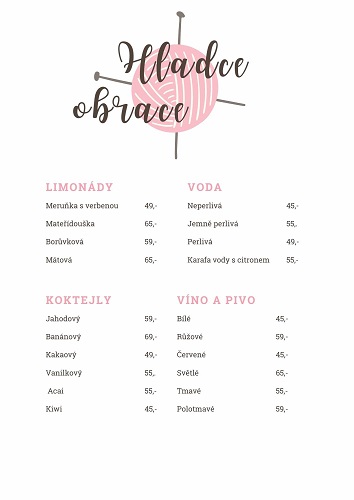 Hladce
obrace
LIMONÁDY
Meruňka s verbenou 49,-
Mateřídouška 65,-
Borůvková 59,-
Mátová 65,-
VODA
Neperlivá 45,-
Jemně perlivá 55,.
Perlivá 49,-
Karafa vody s citronem 55,-
KOKTEJLY
Jahodový 59,-
Banánový 69,-
Kakaový 49,-
Vanilkový 55,.
Acai 55,-
Kiwi 45,-
VÍNO A PIVO
Bílé 45,-
Růžové 59,-
Červené 45,-
Světlé 65,-
Tmavé 55,-
Polotmavé 59,-